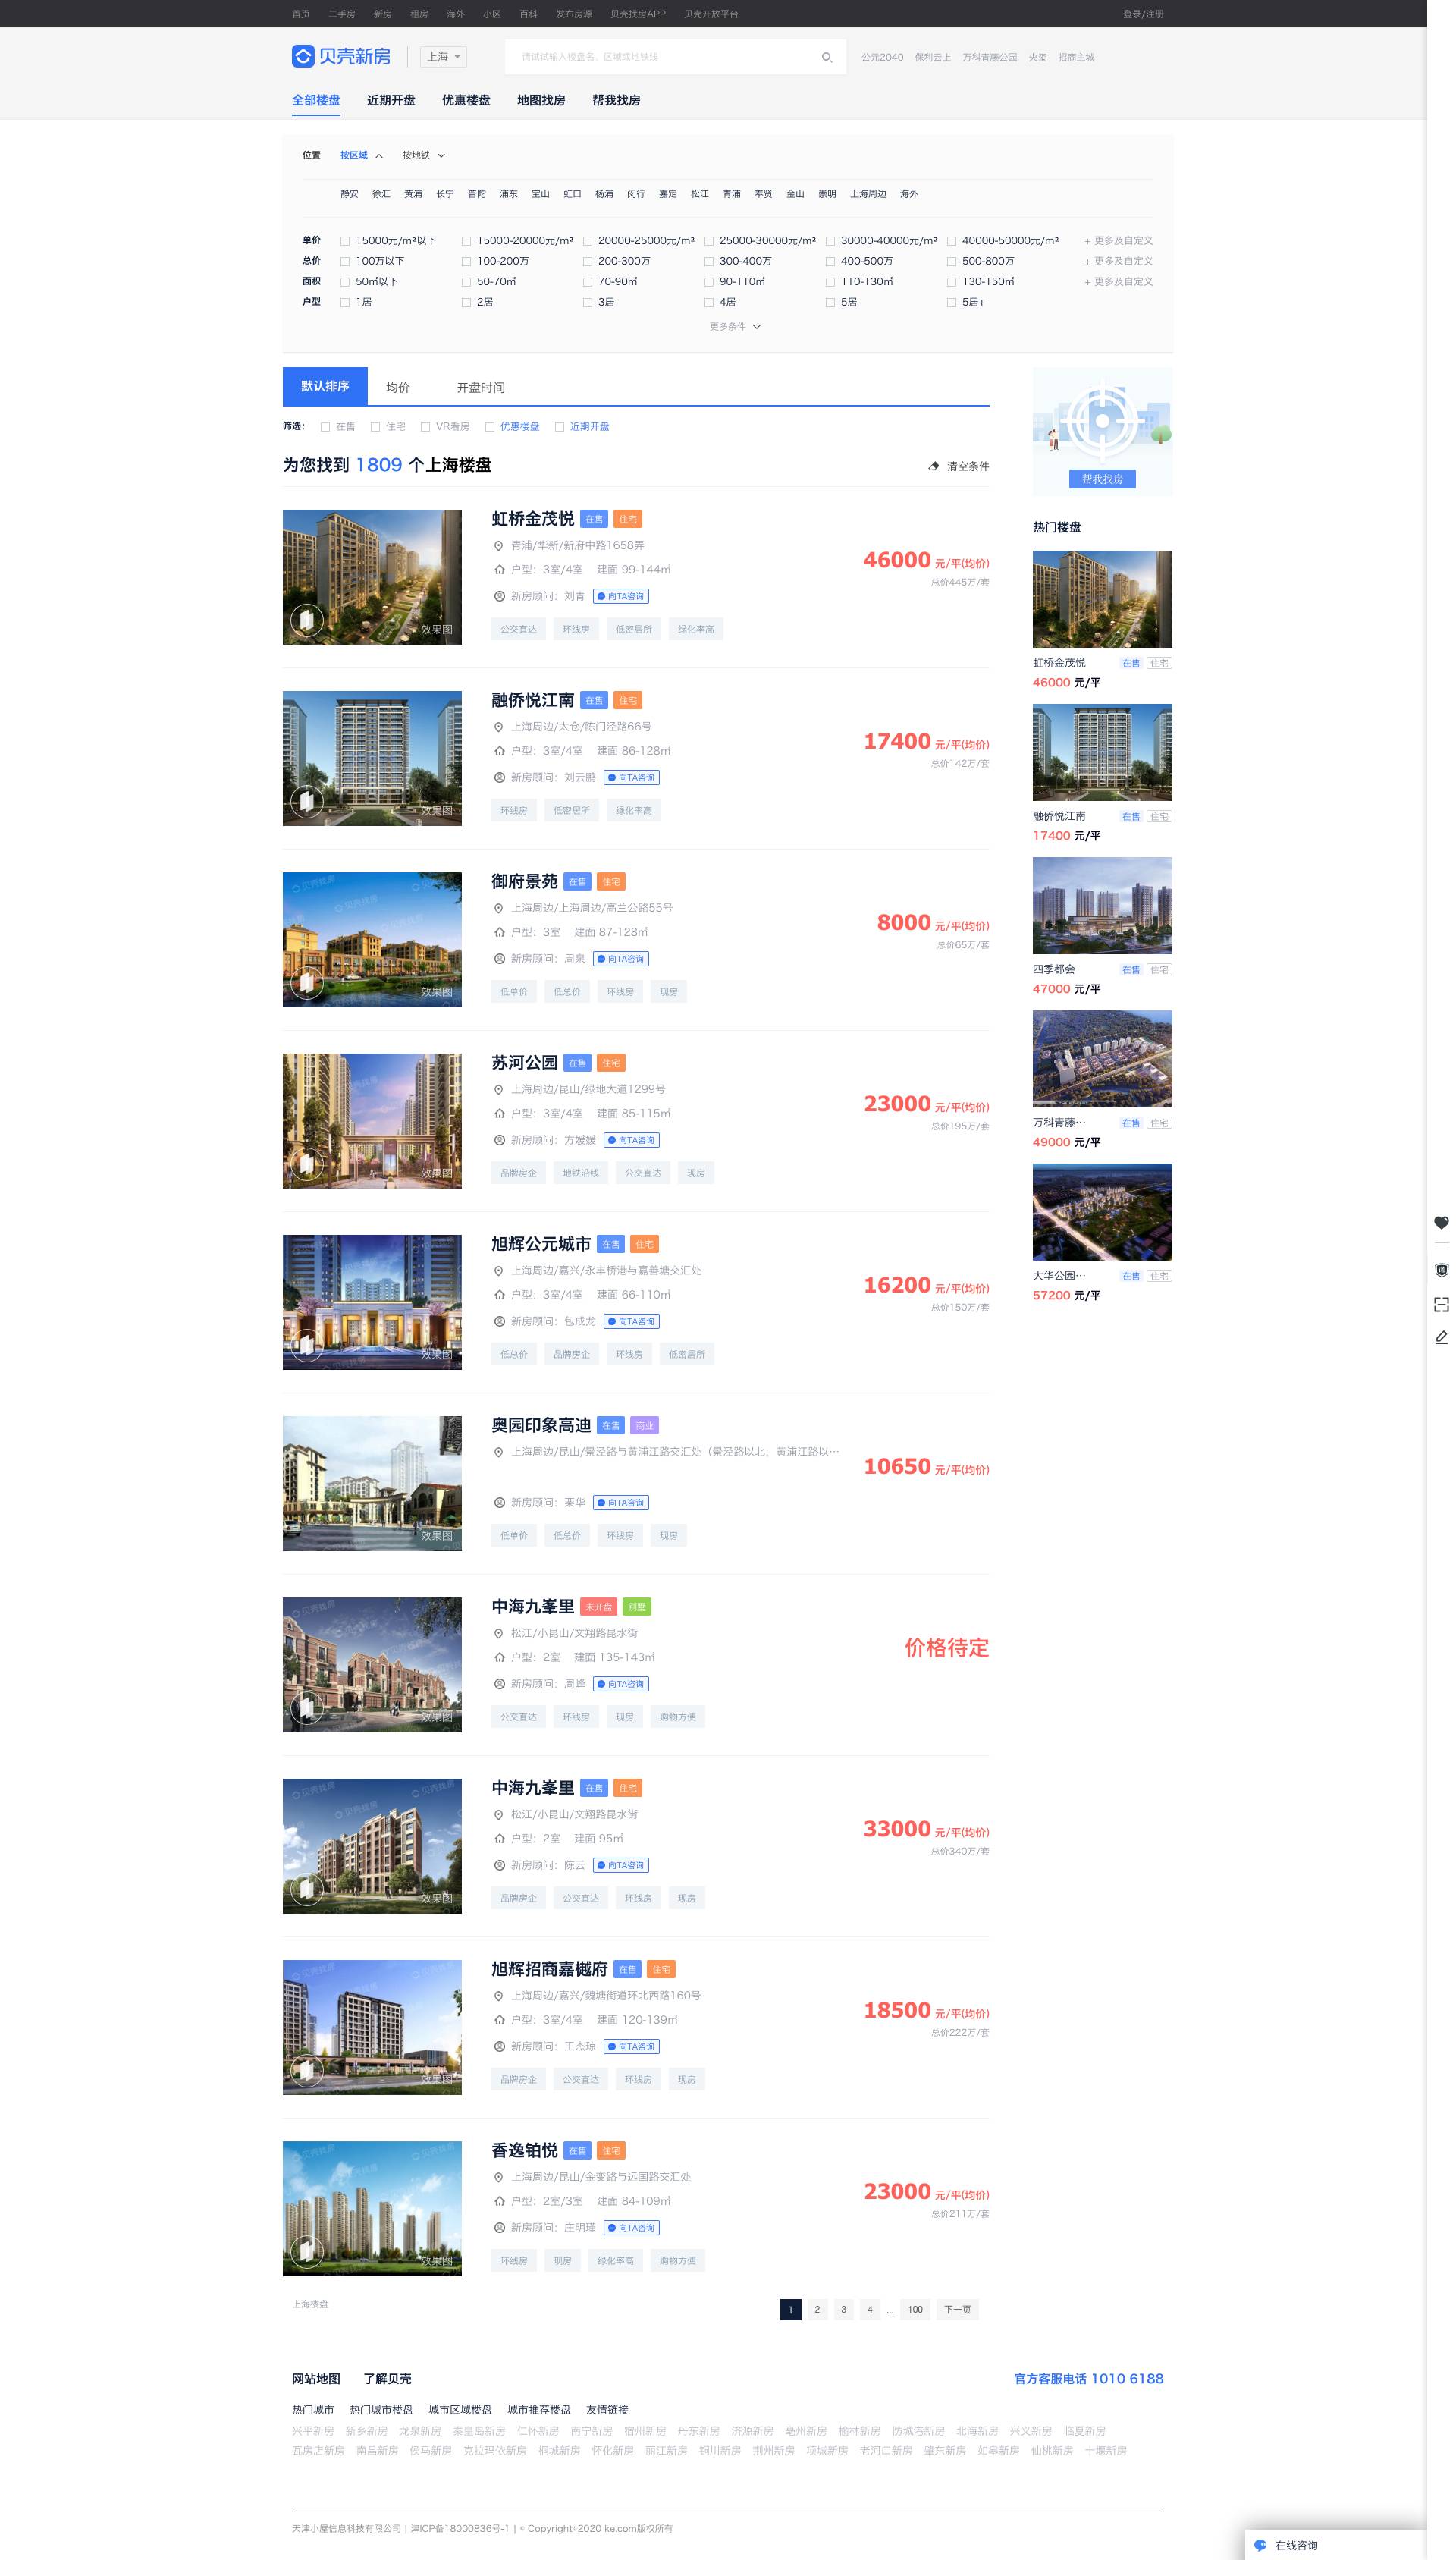 首页 二手房 新房 租房 海外 小区 百科 发布房源 贝壳找房APP 贝壳开放平台 登录/注册
贝壳新房 上海 请试试输入楼盘名、区域或地铁线 公元2040 保利云上 万科青藤公园 央玺 招商主城
全部楼盘 近期开盘 优惠楼盘 地图找房 帮我找房
位置 按区域 按地铁
静安 徐汇 黄浦 长宁 普陀 浦东 宝山 虹口 杨浦 闵行 嘉定 松江 青浦 奉贤 金山 崇明 上海周边 海外
单价 15000元/m²以下 15000-20000元/m² 20000-25000元/m² 25000-30000元/m² 30000-40000元/m² 40000-50000元/m² + 更多及自定义
总价 100万以下 100-200万 200-300万 300-400万 400-500万 500-800万 + 更多及自定义
面积 50㎡以下 50-70㎡ 70-90㎡ 90-110㎡ 110-130㎡ 130-150㎡ + 更多及自定义
户型 1居 2居 3居 4居 5居 5居+
更多条件
默认排序 均价 开盘时间
筛选: 在售 住宅 VR看房 优惠楼盘 近期开盘
为您找到 1809 个上海楼盘 清空条件
虹桥金茂悦 在售 住宅
青浦/华新/新府中路1658弄
46000 元/平(均价)
户型：3室/4室 建面 99-144㎡
总价445万/套
新房顾问：刘青 向TA咨询
公交直达 环线房 低密居所 绿化率高
效果图
融侨悦江南 在售 住宅
上海周边/太仓/陈门泾路66号
17400 元/平(均价)
户型：3室/4室 建面 86-128㎡
总价142万/套
新房顾问：刘云鹏 向TA咨询
环线房 低密居所 绿化率高
效果图
御府景苑 在售 住宅
上海周边/上海周边/高兰公路55号
8000 元/平(均价)
户型：3室 建面 87-128㎡
总价65万/套
新房顾问：周泉 向TA咨询
低单价 低总价 环线房 现房
效果图
苏河公园 在售 住宅
上海周边/昆山/绿地大道1299号
23000 元/平(均价)
户型：3室/4室 建面 85-115㎡
总价195万/套
新房顾问：方媛媛 向TA咨询
品牌房企 地铁沿线 公交直达 现房
效果图
旭辉公元城市 在售 住宅
上海周边/嘉兴/永丰桥港与嘉善塘交汇处
16200 元/平(均价)
户型：3室/4室 建面 66-110㎡
总价150万/套
新房顾问：包成龙 向TA咨询
低总价 品牌房企 环线房 低密居所
效果图
奥园印象高迪 在售 商业
上海周边/昆山/景泾路与黄浦江路交汇处（景泾路以北，黄浦江路以…
10650 元/平(均价)
新房顾问：栗华 向TA咨询
低单价 低总价 环线房 现房
效果图
中海九峯里 未开盘 别墅
松江/小昆山/文翔路昆水街
价格待定
户型：2室 建面 135-143㎡
新房顾问：周峰 向TA咨询
公交直达 环线房 现房 购物方便
效果图
中海九峯里 在售 住宅
松江/小昆山/文翔路昆水街
33000 元/平(均价)
户型：2室 建面 95㎡
总价340万/套
新房顾问：陈云 向TA咨询
品牌房企 公交直达 环线房 现房
效果图
旭辉招商嘉樾府 在售 住宅
上海周边/嘉兴/魏塘街道环北西路160号
18500 元/平(均价)
户型：3室/4室 建面 120-139㎡
总价222万/套
新房顾问：王杰琼 向TA咨询
品牌房企 公交直达 环线房 现房
效果图
香逸铂悦 在售 住宅
上海周边/昆山/金变路与远国路交汇处
23000 元/平(均价)
户型：2室/3室 建面 84-109㎡
总价211万/套
新房顾问：庄明瑾 向TA咨询
环线房 现房 绿化率高 购物方便
效果图
帮我找房
热门楼盘
虹桥金茂悦 在售 住宅
46000 元/平
融侨悦江南 在售 住宅
17400 元/平
四季都会 在售 住宅
47000 元/平
万科青藤… 在售 住宅
49000 元/平
大华公园… 在售 住宅
57200 元/平
上海楼盘 1 2 3 4 ... 100 下一页
网站地图 了解贝壳 官方客服电话 1010 6188
热门城市 热门城市楼盘 城市区域楼盘 城市推荐楼盘 友情链接
兴平新房 新乡新房 龙泉新房 秦皇岛新房 仁怀新房 南宁新房 宿州新房 丹东新房 济源新房 亳州新房 榆林新房 防城港新房 北海新房 兴义新房 临夏新房
瓦房店新房 南昌新房 侯马新房 克拉玛依新房 桐城新房 怀化新房 丽江新房 铜川新房 荆州新房 项城新房 老河口新房 肇东新房 如皋新房 仙桃新房 十堰新房
天津小屋信息科技有限公司 | 津ICP备18000836号-1 | © Copyright©2020 ke.com版权所有
在线咨询